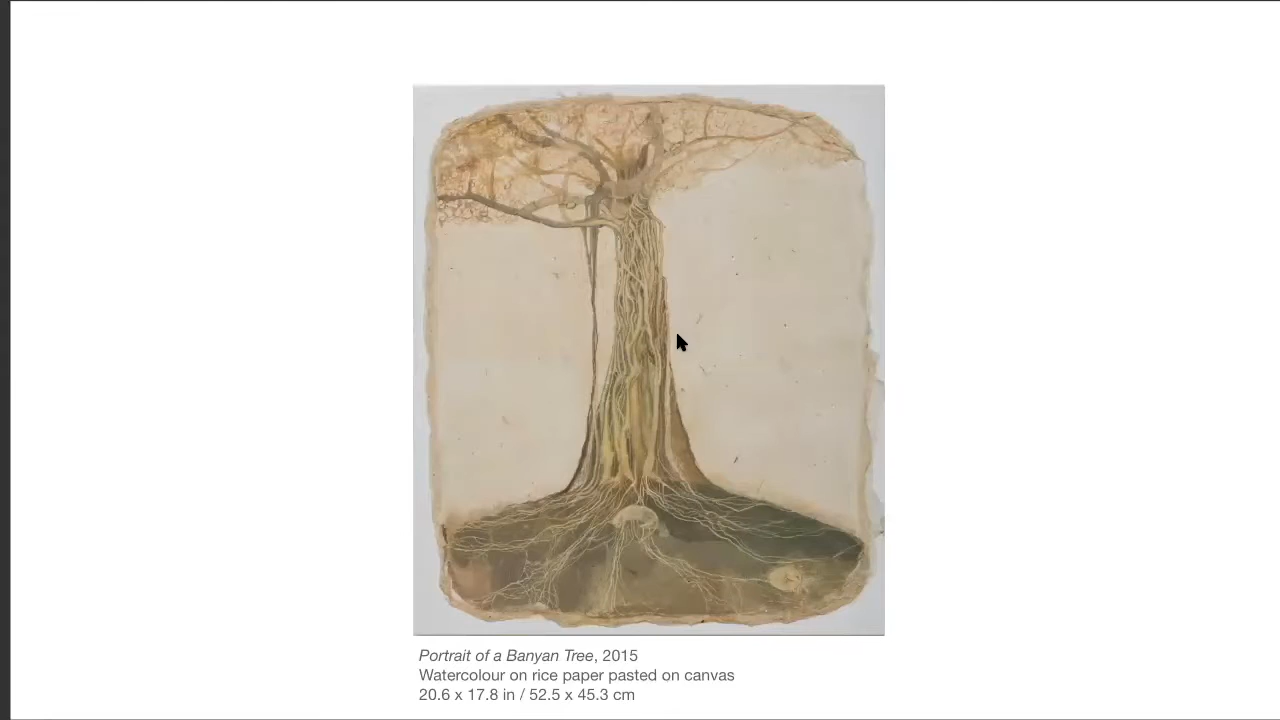 Portrait of a Banyan Tree, 2015
Watercolour on rice paper pasted on canvas
20.6 x 17.8 in / 52.5 x 45.3 cm